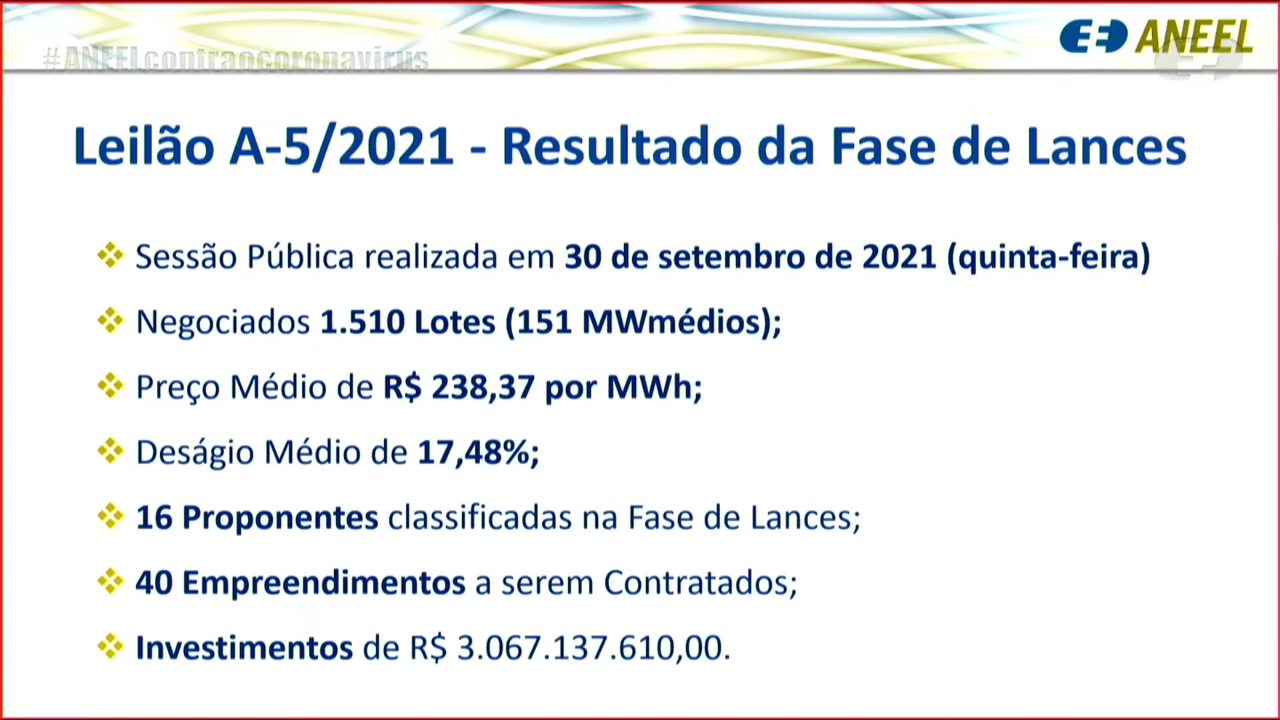 #ANEELcontraocoronavirus
ANEEL
Leilão A-5/2021 - Resultado da Fase de Lances
Sessão Pública realizada em 30 de setembro de 2021 (quinta-feira)
Negociados 1.510 Lotes (151 MWmédios);
Preço Médio de R$ 238,37 por MWh;
Deságio Médio de 17,48%;
16 Proponentes classificadas na Fase de Lances;
40 Empreendimentos a serem Contratados;
Investimentos de R$ 3.067.137.610,00.